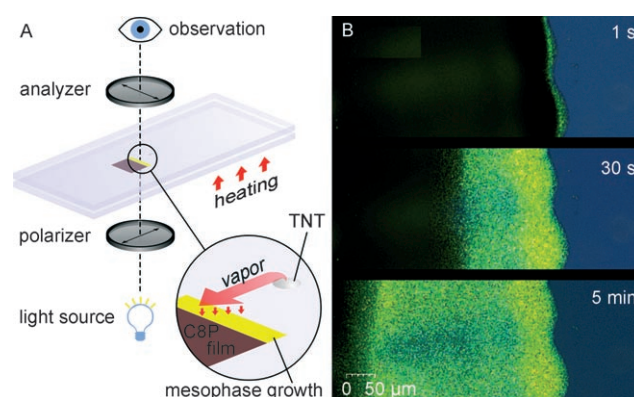 A
observation
analyzer
heating
polarizer
TNT
vapor
C8P
film
light source
mesophase growth
B
1 s
30 s
5 min
0 50 µm